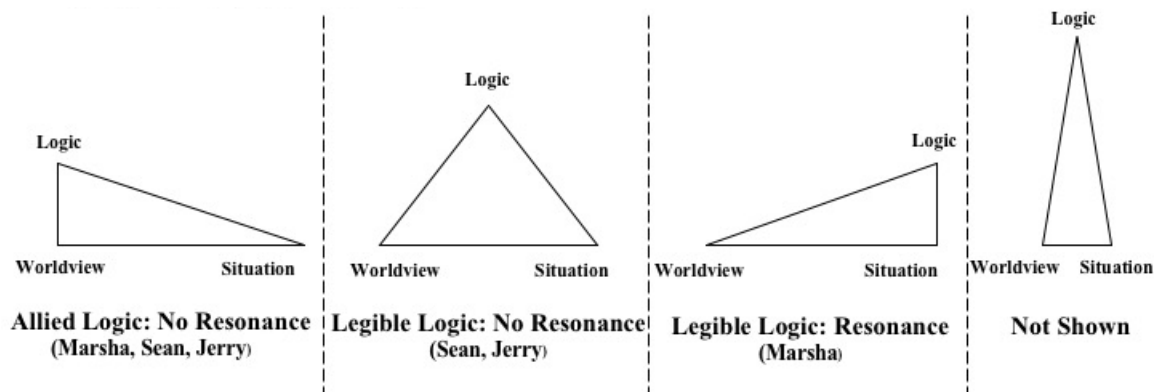 Logic
Worldview Situation
Allied Logic: No Resonance
(Marsha, Sean, Jerry)
Logic
Worldview Situation
Legible Logic: No Resonance
(Sean, Jerry)
Logic
Worldview Situation
Legible Logic: Resonance
(Marsha)
Logic
Worldview Situation
Not Shown